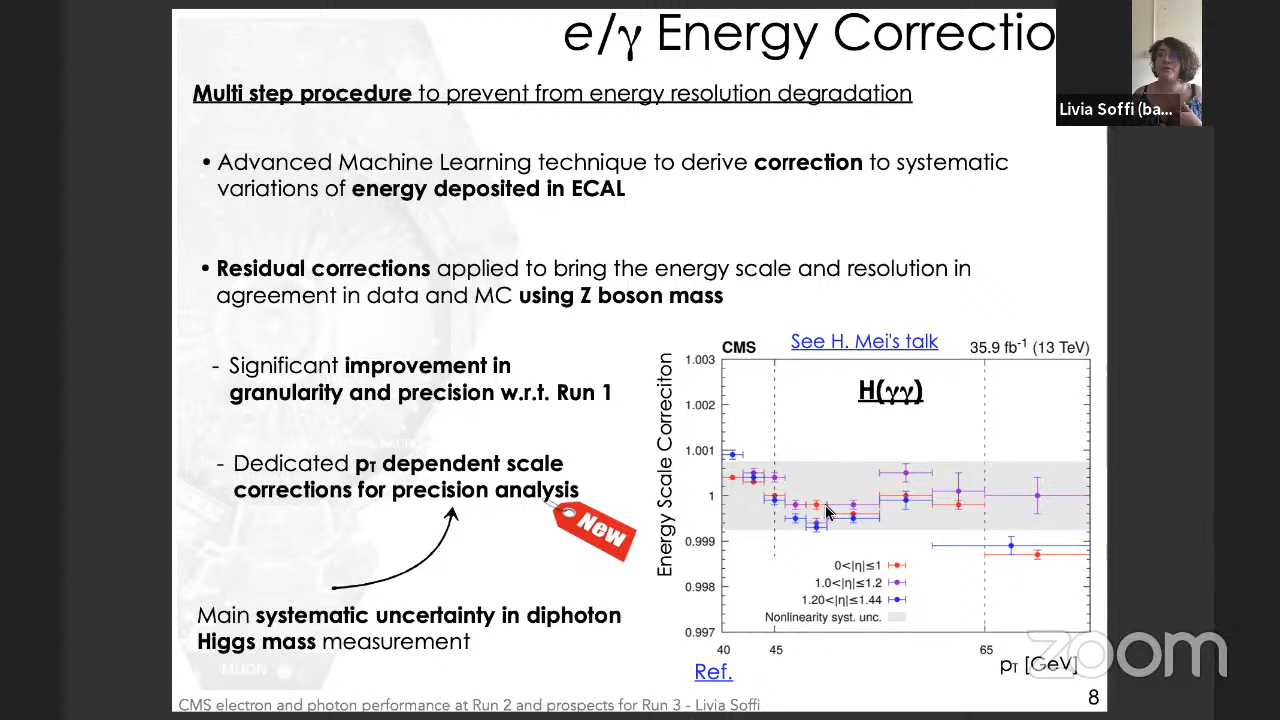 e/γ Energy Correctio
Livia Soffi (ba...
Multi step procedure to prevent from energy resolution degradation
• Advanced Machine Learning technique to derive correction to systematic
variations of energy deposited in ECAL
• Residual corrections applied to bring the energy scale and resolution in
agreement in data and MC using Z boson mass
- Significant improvement in
granularity and precision w.r.t. Run 1
- Dedicated pT dependent scale
corrections for precision analysis
New
Main systematic uncertainty in diphoton
Higgs mass measurement
See H. Mei's talk
CMS
35.9 fb⁻¹ (13 TeV)
H(γγ)
Energy Scale Correciton
1.003
1.002
1.001
1
0.999
0.998
0.997
0<|η|≤1
1.0<|η|≤1.2
1.20<|η|≤1.44
Nonlinearity syst. unc.
40 45 65
pT [GeV]
Ref.
zoom
MUON
CMS electron and photon performance at Run 2 and prospects for Run 3 - Livia Soffi
8